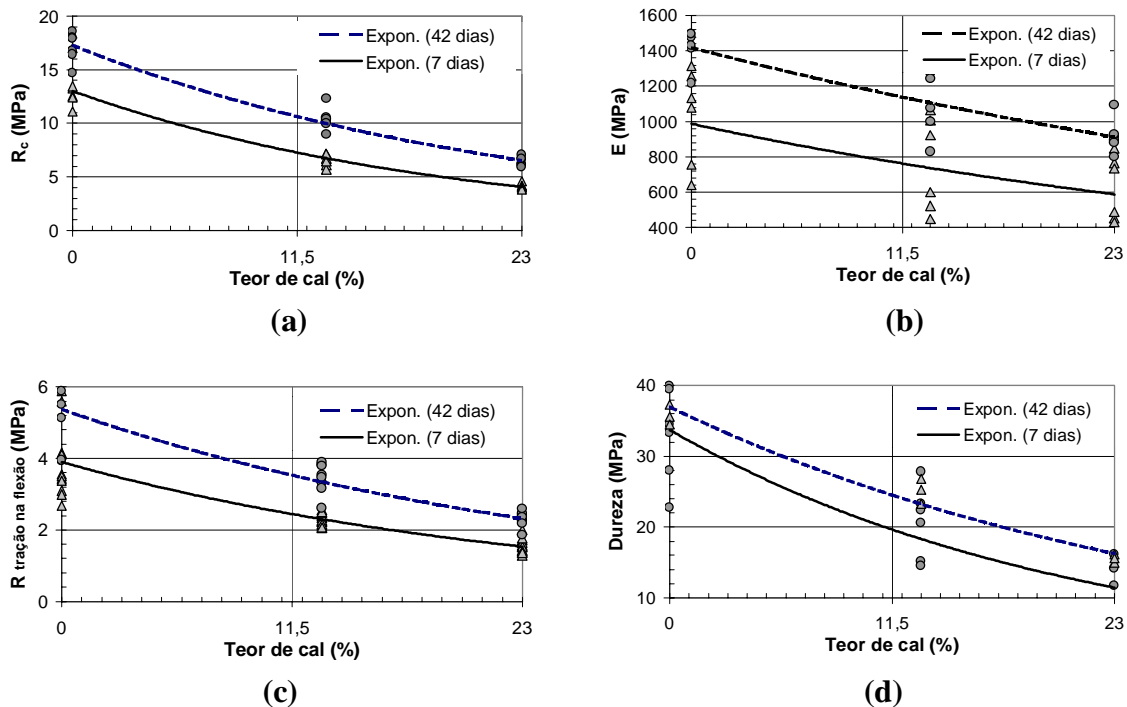 20
15
10
5
0
R c (MPa)
Expon. (42 dias)
Expon. (7 dias)
0
11,5
23
Teor de cal (%)
(a)
1600
1400
1200
1000
800
600
400
E (MPa)
Expon. (42 dias)
Expon. (7 dias)
0
11,5
23
Teor de cal (%)
(b)
6
4
2
0
R tração na flexão (MPa)
Expon. (42 dias)
Expon. (7 dias)
0
11,5
23
Teor de cal (%)
(c)
40
30
20
10
Dureza (MPa)
Expon. (42 dias)
Expon. (7 dias)
0
11,5
23
Teor de cal (%)
(d)